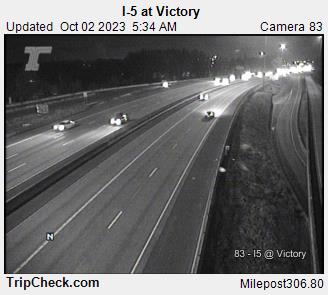 I-5 at Victory
Updated Oct 02 2023 5:34 AM Camera 83
T
N
83 - I5 @ Victory
TripCheck.com Milepost306.80